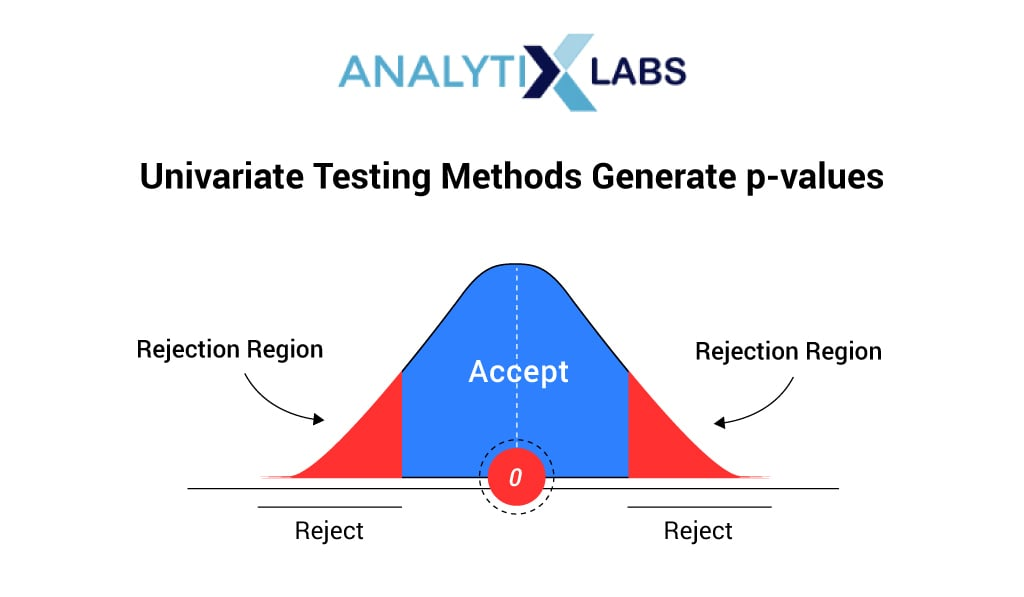 ANALYTIX LABS
Univariate Testing Methods Generate p-values
Rejection Region
Rejection Region
Accept
0
Reject
Reject